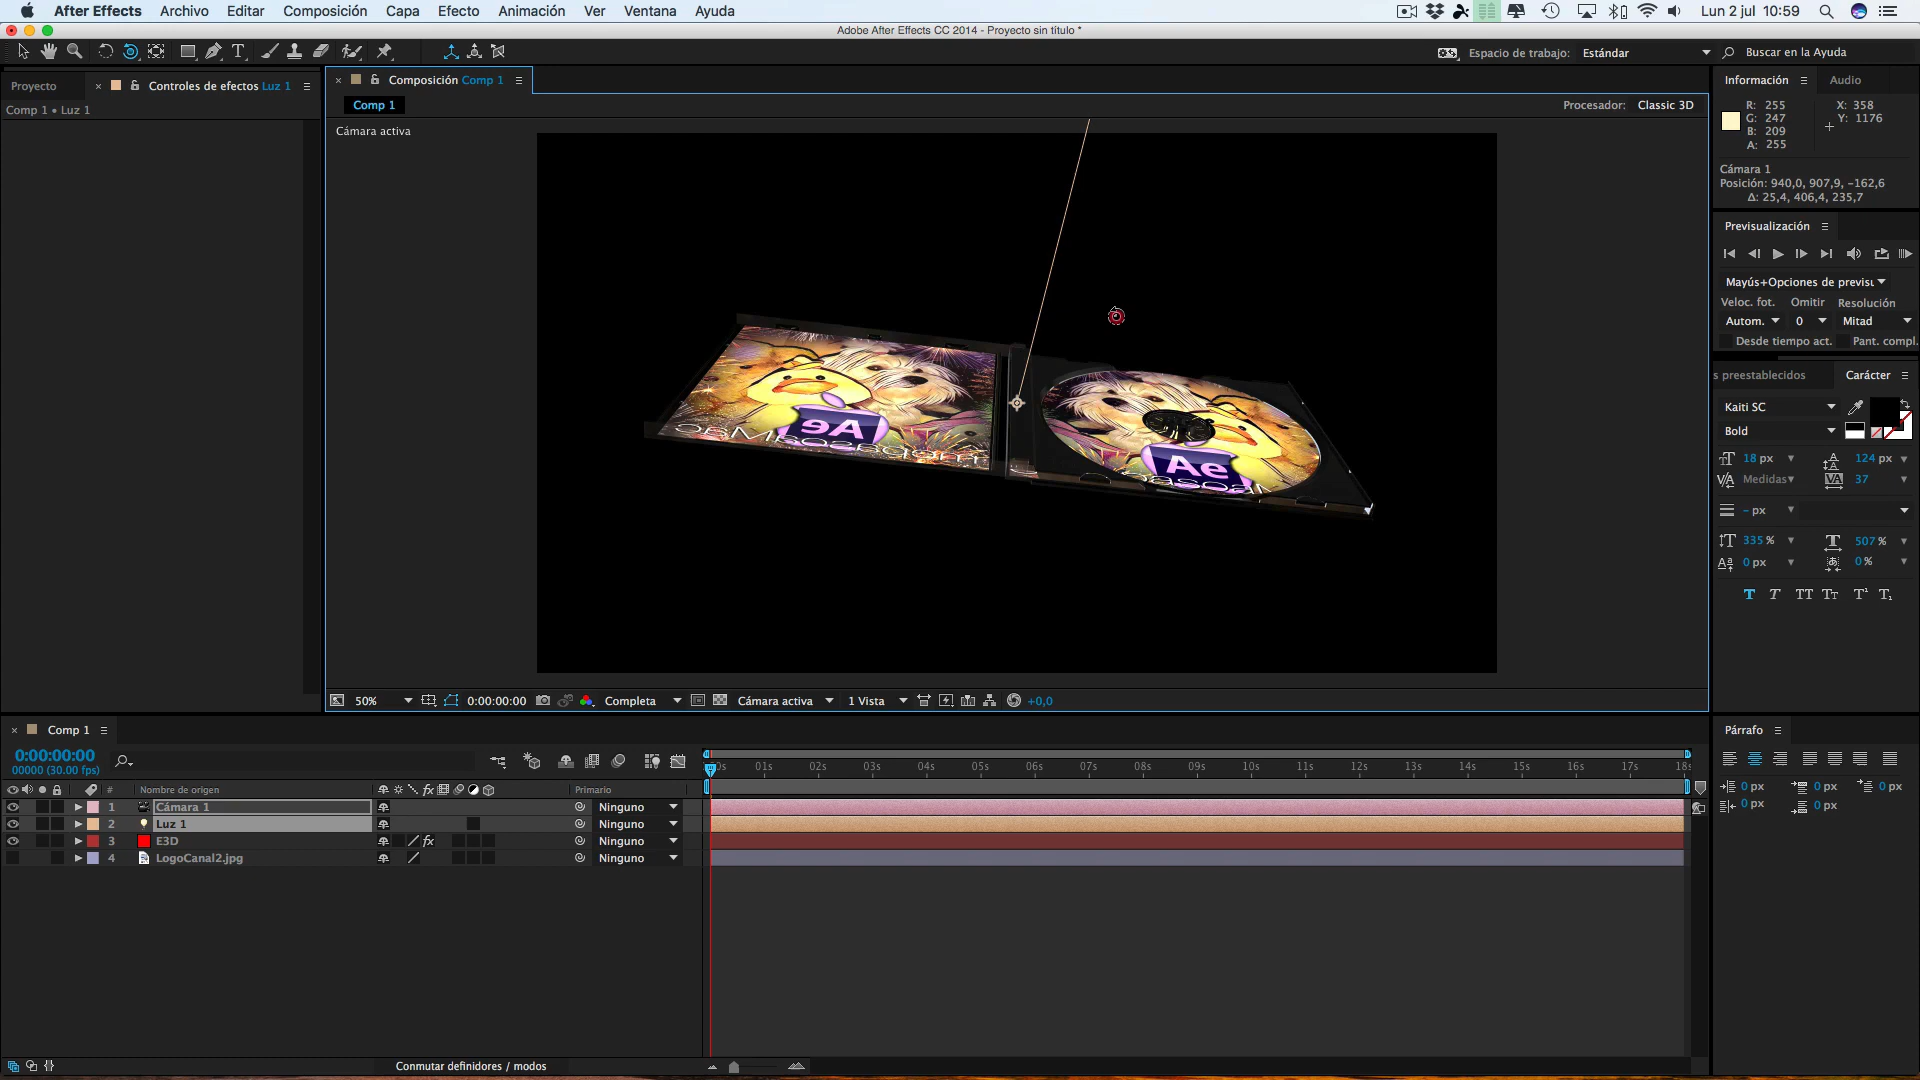 After Effects Archivo Editar Composición Capa Efecto Animación Ver Ventana Ayuda Lun 2 jul 10:59
Adobe After Effects CC 2014 - Proyecto sin título *
Espacio de trabajo: Estándar Buscar en la Ayuda
Proyecto × Controles de efectos Luz 1
Comp 1 • Luz 1
× Composición Comp 1
Comp 1
Procesador: Classic 3D
Cámara activa
Ae
Ae
50% 0:00:00:00 Completa Cámara activa 1 Vista +0,0
Información Audio
R: 255 X: 358
G: 247 Y: 1176
B: 209
A: 255
Cámara 1
Posición: 940,0, 907,9, -162,6
Δ: 25,4, 406,4, 235,7
Previsualización
Mayús+Opciones de previsu
Veloc. fot. Omitir Resolución
Autom. 0 Mitad
Desde tiempo act. Pant. compl.
s preestablecidos Carácter
Kaiti SC
Bold
18 px 124 px
Medidas 37
- px
335 % 507 %
0 px 0 %
T T TT Tt T¹ T₁
Párrafo
0 px 0 px 0 px
0 px 0 px
× Comp 1
0:00:00:00
00000 (30.00 fps)
0s 01s 02s 03s 04s 05s 06s 07s 08s 09s 10s 11s 12s 13s 14s 15s 16s 17s 18s
# Nombre de origen fx Primario
1 Cámara 1 Ninguno
2 Luz 1 Ninguno
3 E3D fx Ninguno
4 LogoCanal2.jpg Ninguno
Conmutar definidores / modos